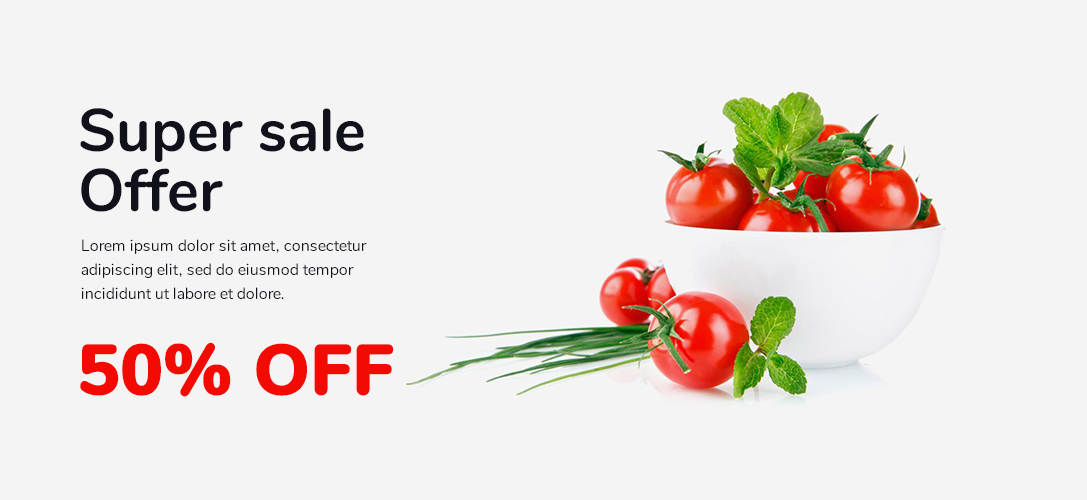 Super sale
Offer
Lorem ipsum dolor sit amet, consectetur
adipiscing elit, sed do eiusmod tempor
incididunt ut labore et dolore.
50% OFF